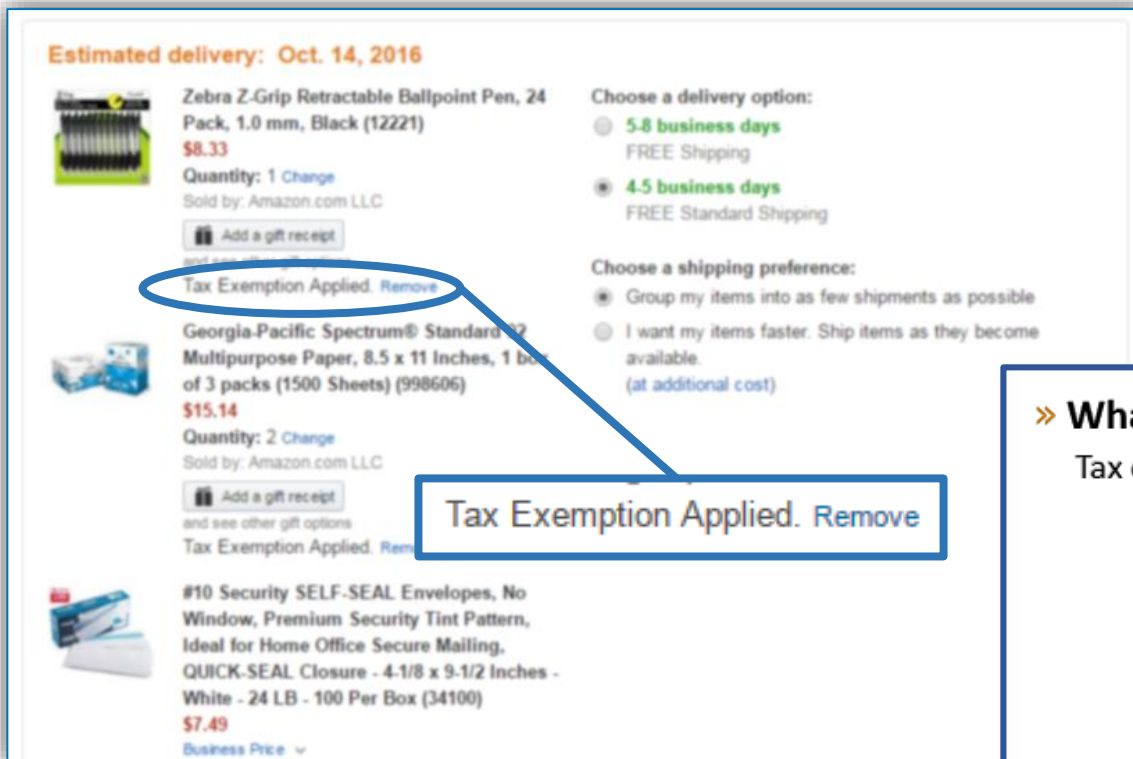 Estimated delivery: Oct. 14, 2016
Zebra Z-Grip Retractable Ballpoint Pen, 24
Pack, 1.0 mm, Black (12221)
$8.33
Quantity: 1 Change
Sold by: Amazon.com LLC
Add a gift receipt
and see other gift options
Tax Exemption Applied. Remove
Georgia-Pacific Spectrum® Standard 92
Multipurpose Paper, 8.5 x 11 Inches, 1 box
of 3 packs (1500 Sheets) (998606)
$15.14
Quantity: 2 Change
Sold by: Amazon.com LLC
Add a gift receipt
and see other gift options
Tax Exemption Applied. Rem
#10 Security SELF-SEAL Envelopes, No
Window, Premium Security Tint Pattern,
Ideal for Home Office Secure Mailing,
QUICK-SEAL Closure - 4-1/8 x 9-1/2 Inches -
White - 24 LB - 100 Per Box (34100)
$7.49
Business Price
Choose a delivery option:
5-8 business days
FREE Shipping
4-5 business days
FREE Standard Shipping
Choose a shipping preference:
Group my items into as few shipments as possible
I want my items faster. Ship items as they become
available.
(at additional cost)
Tax Exemption Applied. Remove
» Wha
Tax